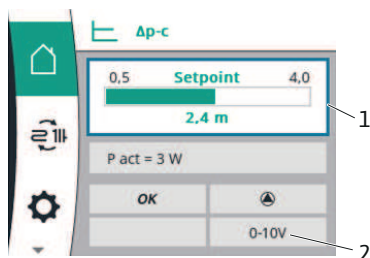 Δp-c
0,5 Setpoint 4,0
2,4 m
1
P act = 3 W
OK
0-10V
2